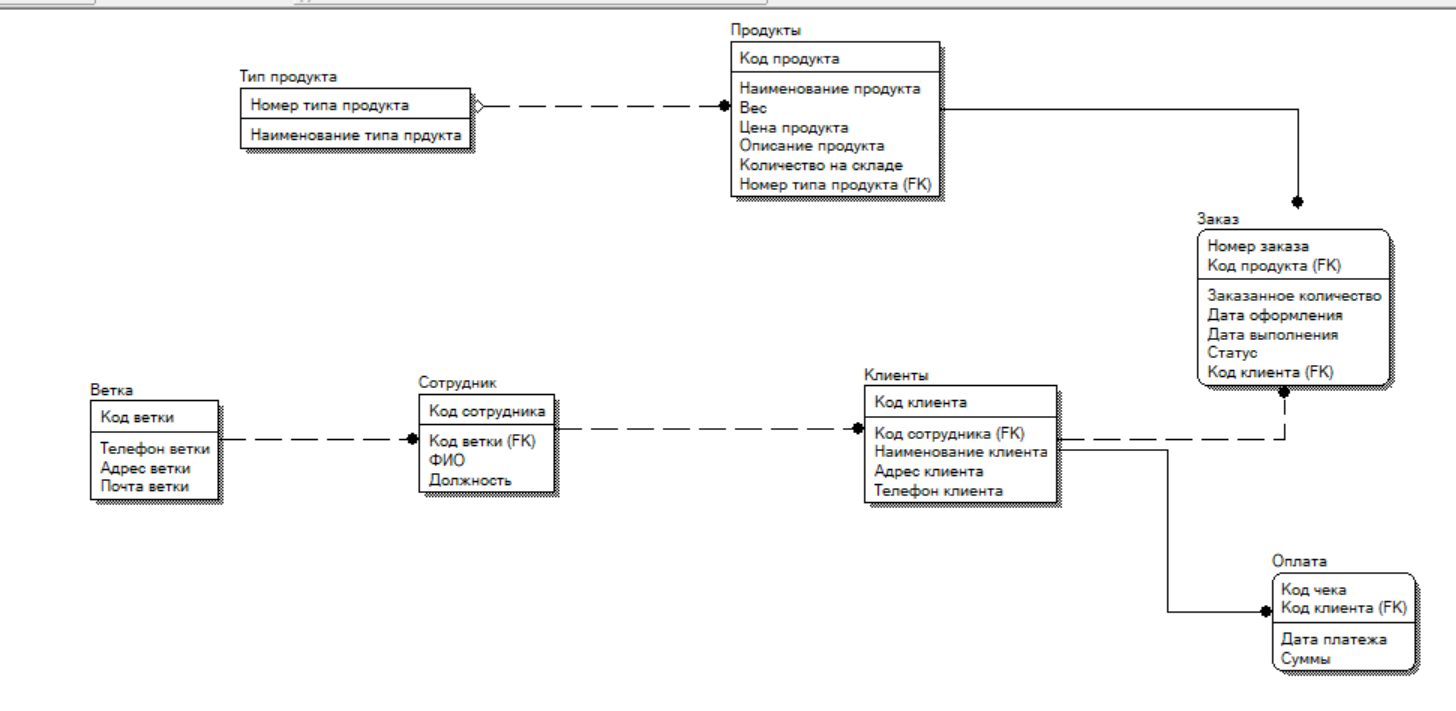 Продукты
Код продукта
Наименование продукта
Вес
Цена продукта
Описание продукта
Количество на складе
Номер типа продукта (FK)
Тип продукта
Номер типа продукта
Наименование типа прдукта
Заказ
Номер заказа
Код продукта (FK)
Заказанное количество
Дата оформления
Дата выполнения
Статус
Код клиента (FK)
Ветка
Код ветки
Телефон ветки
Адрес ветки
Почта ветки
Сотрудник
Код сотрудника
Код ветки (FK)
ФИО
Должность
Клиенты
Код клиента
Код сотрудника (FK)
Наименование клиента
Адрес клиента
Телефон клиента
Оплата
Код чека
Код клиента (FK)
Дата платежа
Суммы